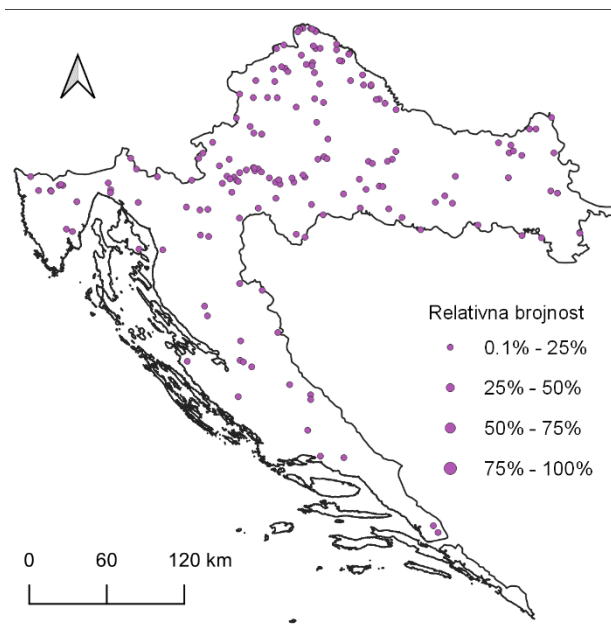 Relativna brojnost
0.1% - 25%
25% - 50%
50% - 75%
75% - 100%
0 60 120 km